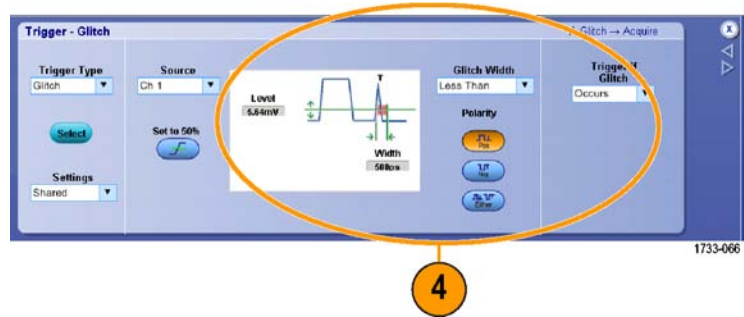 Trigger - Glitch
A Glitch → Acquire
X
Trigger Type
Glitch
Select
Settings
Shared
Source
Ch 1
Set to 50%
Level
5.64mV
T
Width
500ps
Glitch Width
Less Than
Polarity
Pos
Neg
Either
Trigger if
Glitch
Occurs
1733-066
4